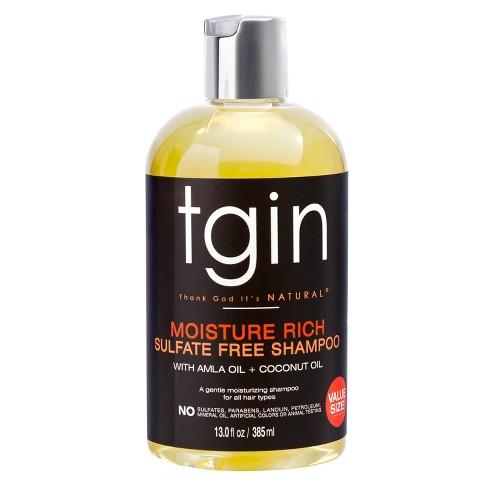 tgin
Thank God It's NATURAL®
MOISTURE RICH
SULFATE FREE SHAMPOO
WITH AMLA OIL + COCONUT OIL
A gentle moisturizing shampoo
for all hair types
NO SULFATES, PARABENS, LANOLIN, PETROLEUM,
MINERAL OIL, ARTIFICIAL COLORS OR ANIMAL TESTING
13.0 fl oz / 385 ml
VALUE
SIZE!